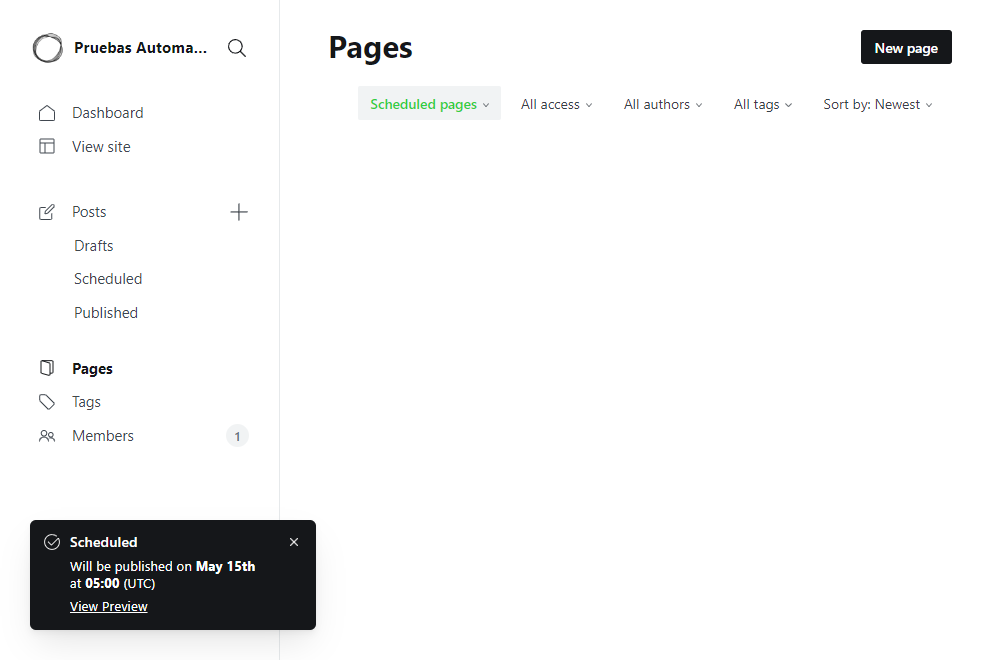 Pruebas Automa...
Dashboard
View site
Posts
Drafts
Scheduled
Published
Pages
Tags
Members
1
Pages
New page
Scheduled pages
All access
All authors
All tags
Sort by: Newest
Scheduled
Will be published on May 15th
at 05:00 (UTC)
View Preview